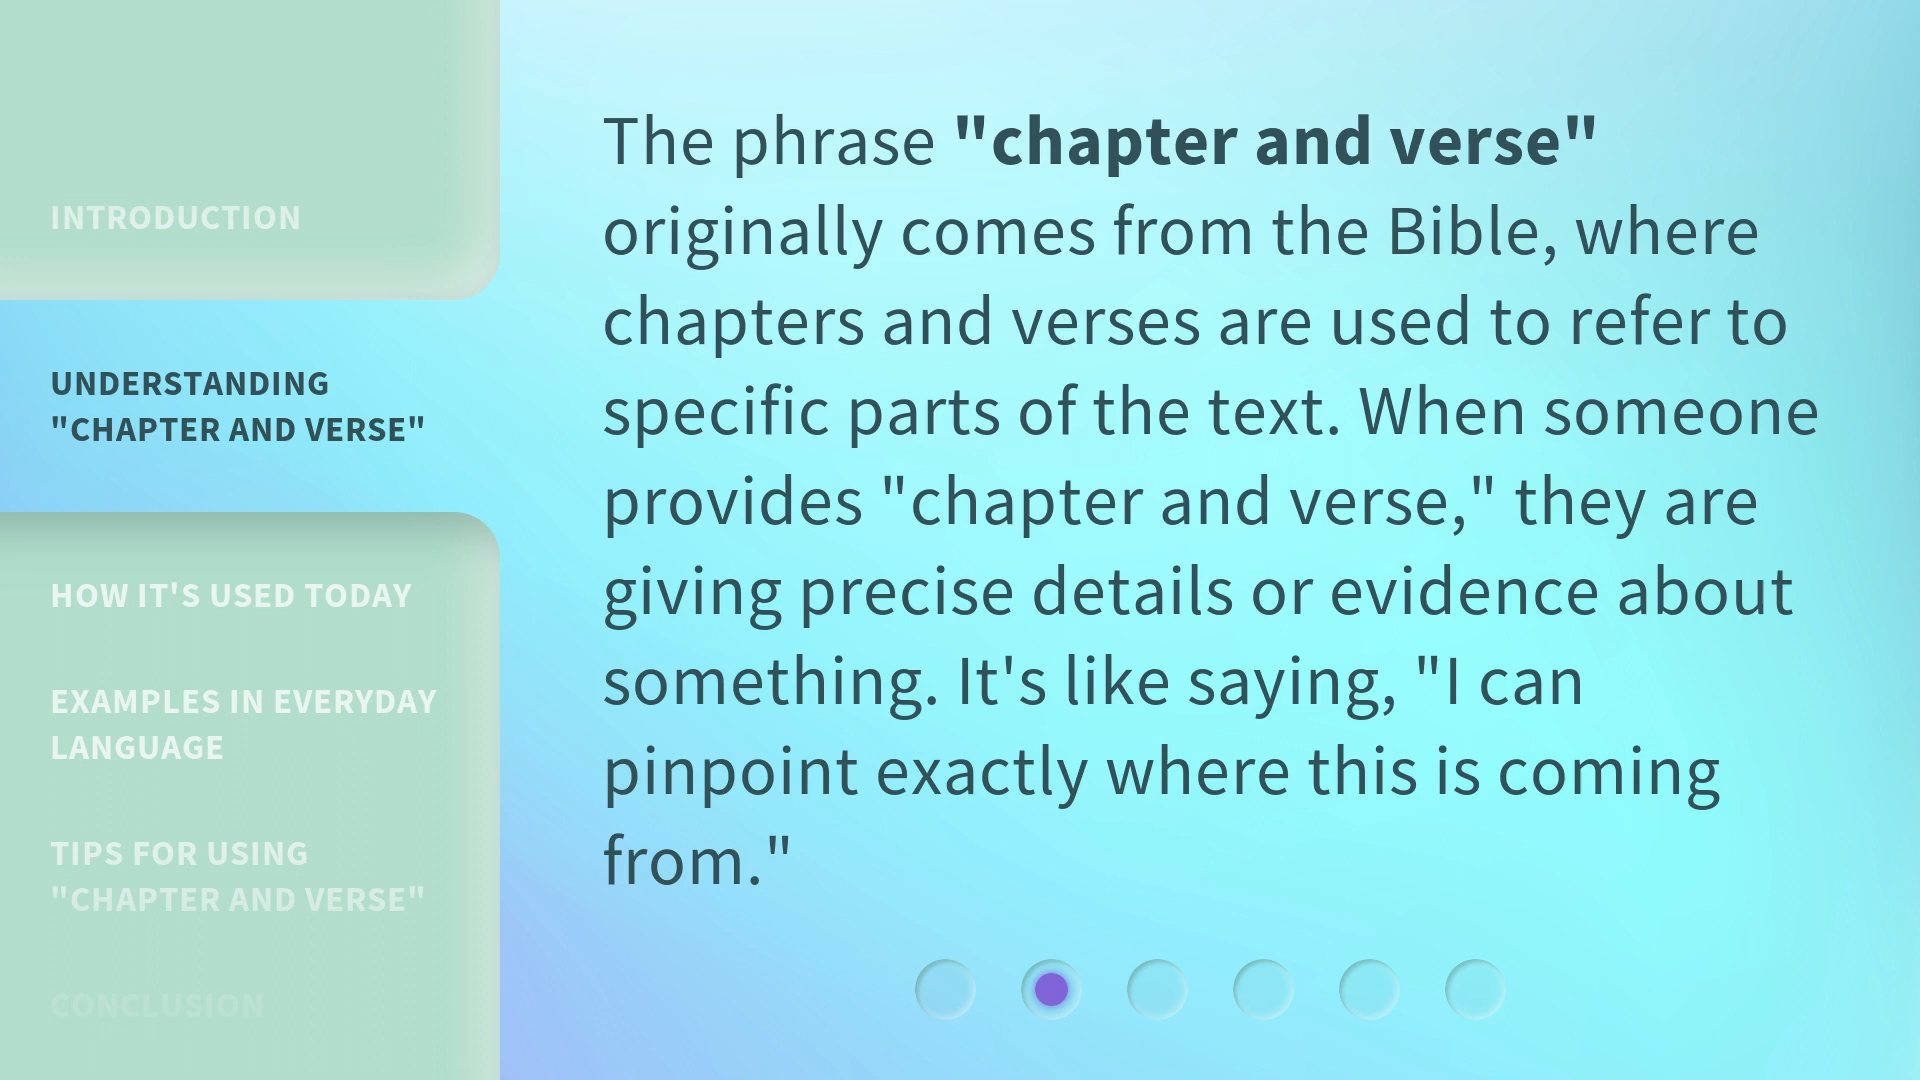 INTRODUCTION
UNDERSTANDING
"CHAPTER AND VERSE"
HOW IT'S USED TODAY
EXAMPLES IN EVERYDAY
LANGUAGE
TIPS FOR USING
"CHAPTER AND VERSE"
CONCLUSION
The phrase "chapter and verse"
originally comes from the Bible, where
chapters and verses are used to refer to
specific parts of the text. When someone
provides "chapter and verse," they are
giving precise details or evidence about
something. It's like saying, "I can
pinpoint exactly where this is coming
from."